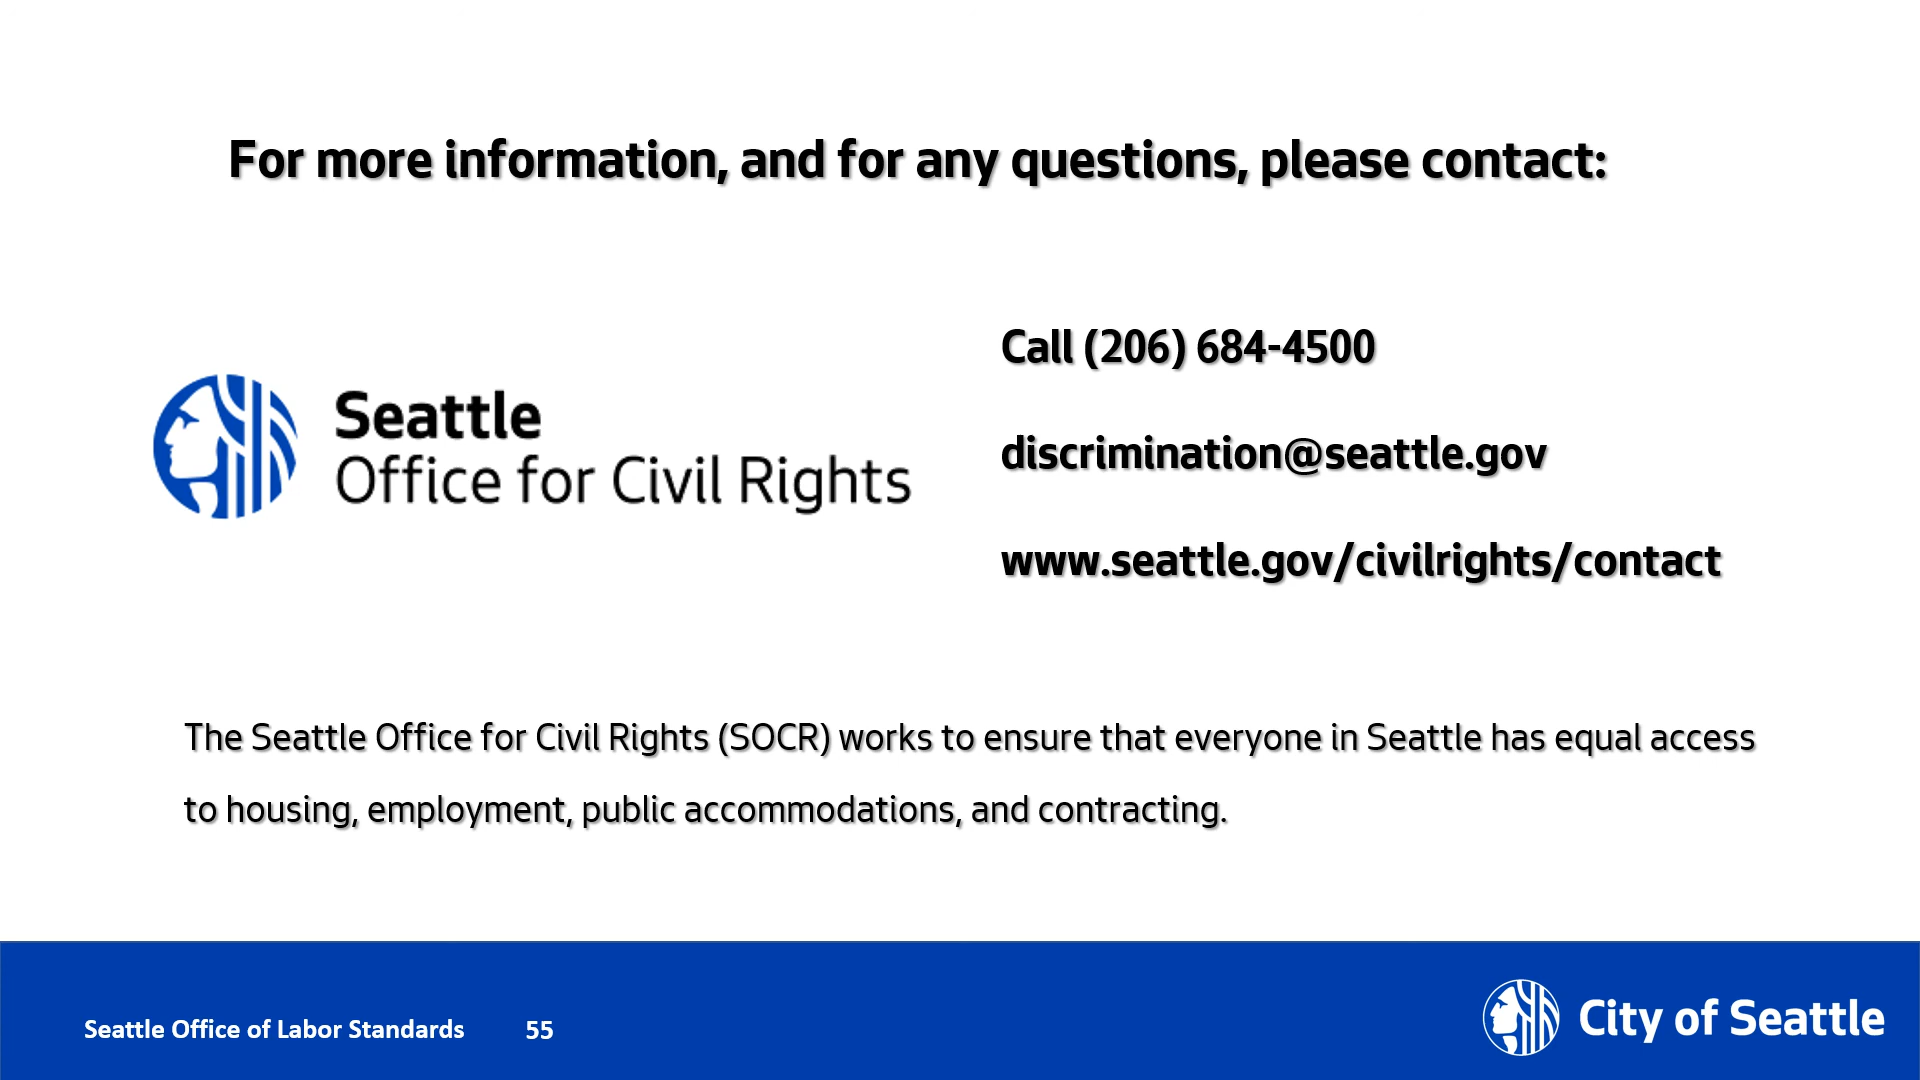 For more information, and for any questions, please contact:
Seattle
Office for Civil Rights
Call (206) 684-4500
discrimination@seattle.gov
www.seattle.gov/civilrights/contact
The Seattle Office for Civil Rights (SOCR) works to ensure that everyone in Seattle has equal access
to housing, employment, public accommodations, and contracting.
Seattle Office of Labor Standards 55
City of Seattle